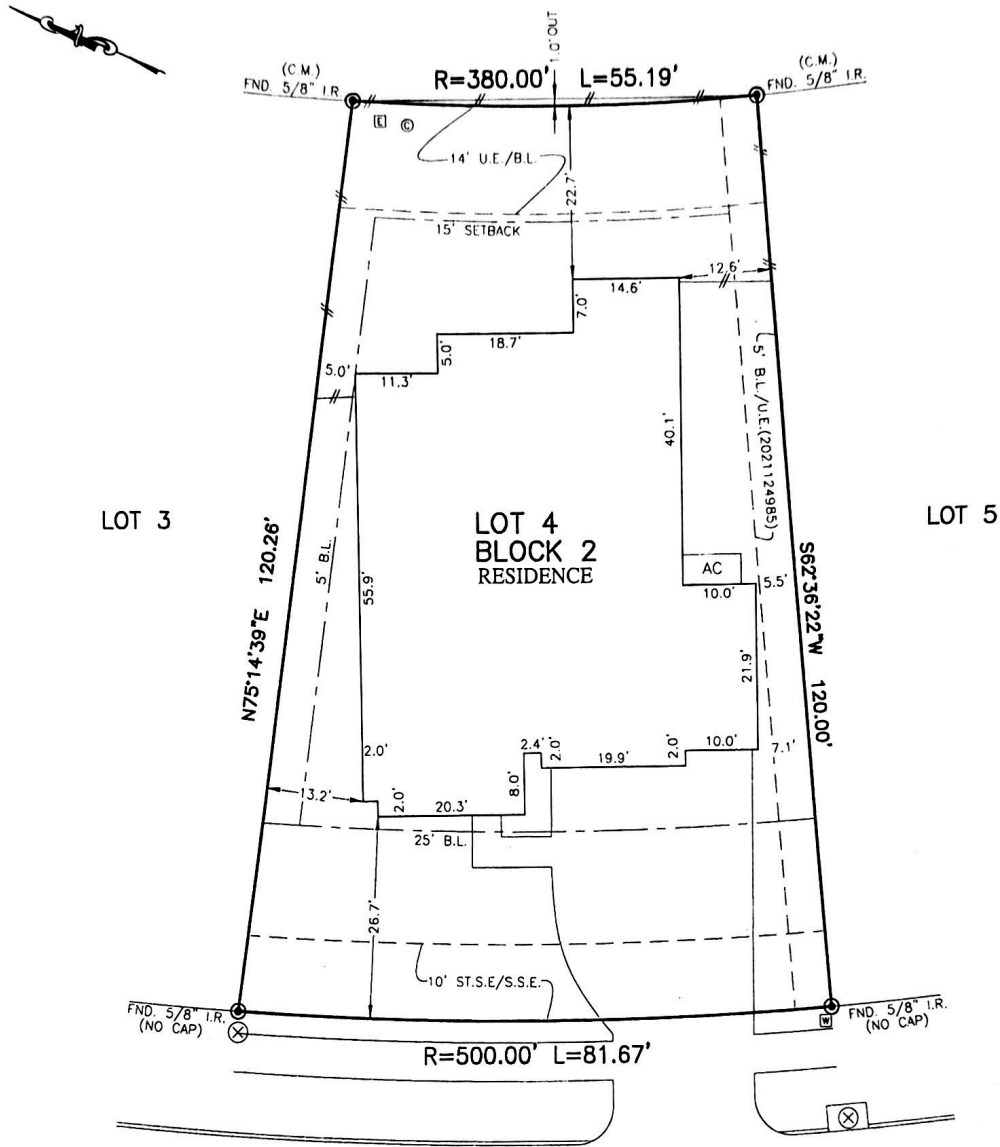 1.0' OUT
(C.M.)
FND. 5/8" I.R.
R=380.00' L=55.19'
(C.M.)
FND. 5/8" I.R.
E
C
14' U.E./B.L.
22.7'
15' SETBACK
12.6'
14.6'
7.0'
18.7'
5.0'
5.0'
11.3'
5' B.L./U.E.(2021124985)
40.1'
LOT 3
LOT 4
BLOCK 2
RESIDENCE
LOT 5
AC
10.0'
5.5'
5' B.L.
55.9'
N75°14'39"E 120.26'
S62°36'22"W 120.00'
21.9'
2.0'
2.4'
2.0'
19.9'
2.0'
10.0'
7.1'
13.2'
2.0'
20.3'
8.0'
25' B.L.
26.7'
10' ST.S.E/S.S.E.
FND. 5/8" I.R.
(NO CAP)
W
FND. 5/8" I.R.
(NO CAP)
R=500.00' L=81.67'